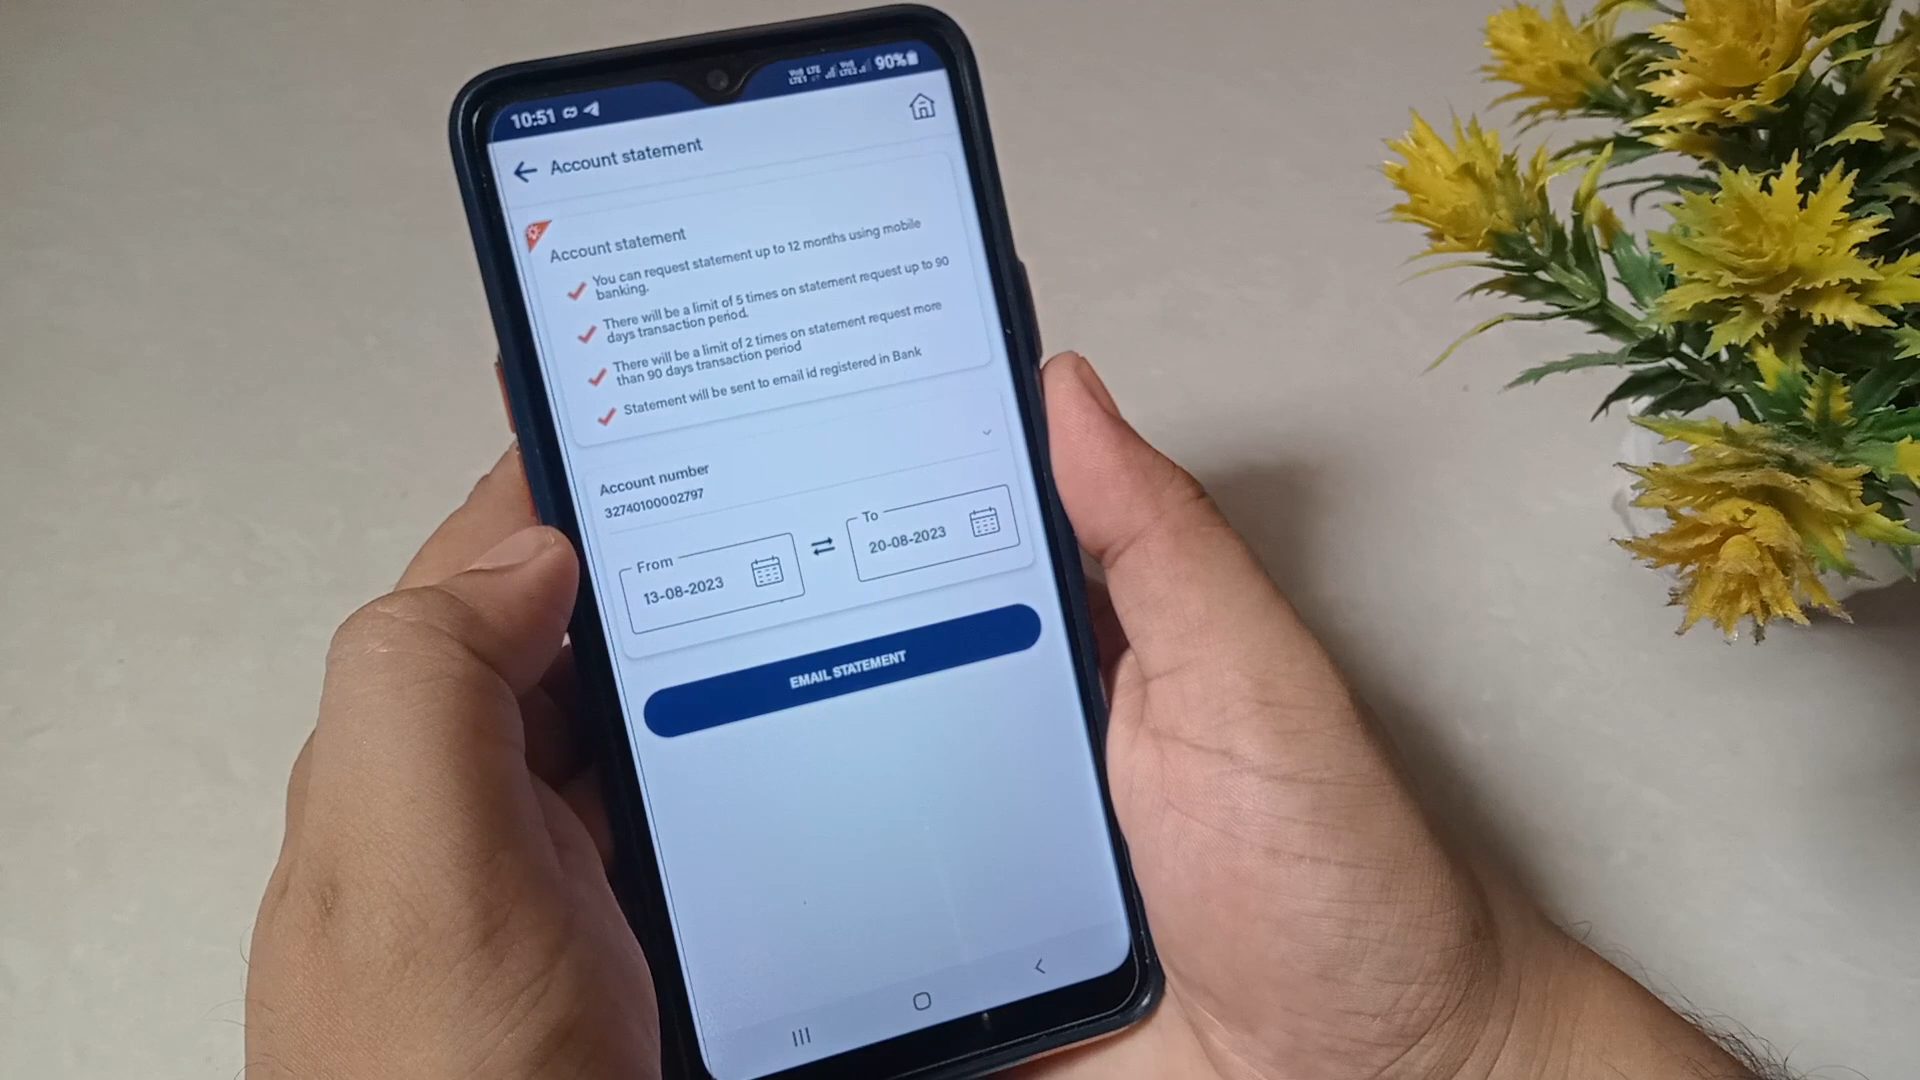 10:51
90%
Account statement
Account statement
You can request statement up to 12 months using mobile
banking.
There will be a limit of 5 times on statement request up to 90
days transaction period.
There will be a limit of 2 times on statement request more
than 90 days transaction period
Statement will be sent to email id registered in Bank
Account number
32740100002797
From
13-08-2023
To
20-08-2023
EMAIL STATEMENT